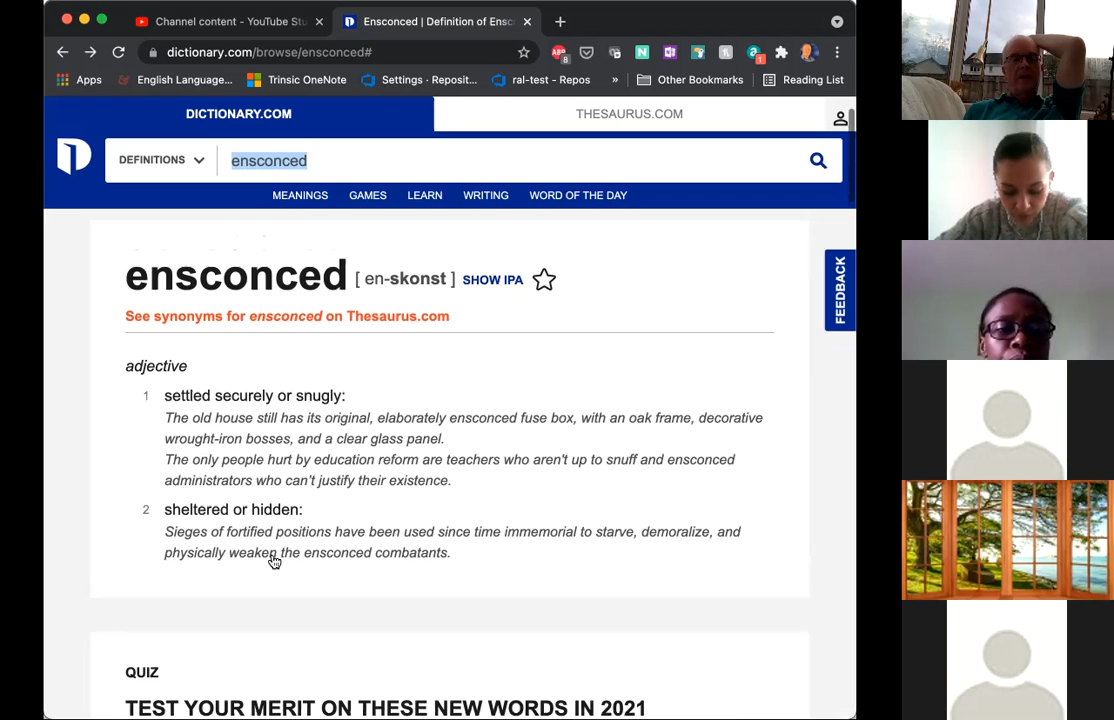 Channel content - YouTube Stu
Ensconced | Definition of Ensc
dictionary.com/browse/ensconced#
ABP
8
N
1
Apps
English Language...
Trinsic OneNote
Settings · Reposit...
ral-test - Repos
»
Other Bookmarks
Reading List
DICTIONARY.COM
THESAURUS.COM
DEFINITIONS
ensconced
MEANINGS
GAMES
LEARN
WRITING
WORD OF THE DAY
ensconced [ en-skonst ] SHOW IPA
See synonyms for ensconced on Thesaurus.com
FEEDBACK
adjective
1 settled securely or snugly:
The old house still has its original, elaborately ensconced fuse box, with an oak frame, decorative
wrought-iron bosses, and a clear glass panel.
The only people hurt by education reform are teachers who aren't up to snuff and ensconced
administrators who can't justify their existence.
2 sheltered or hidden:
Sieges of fortified positions have been used since time immemorial to starve, demoralize, and
physically weaken the ensconced combatants.
QUIZ
TEST YOUR MERIT ON THESE NEW WORDS IN 2021